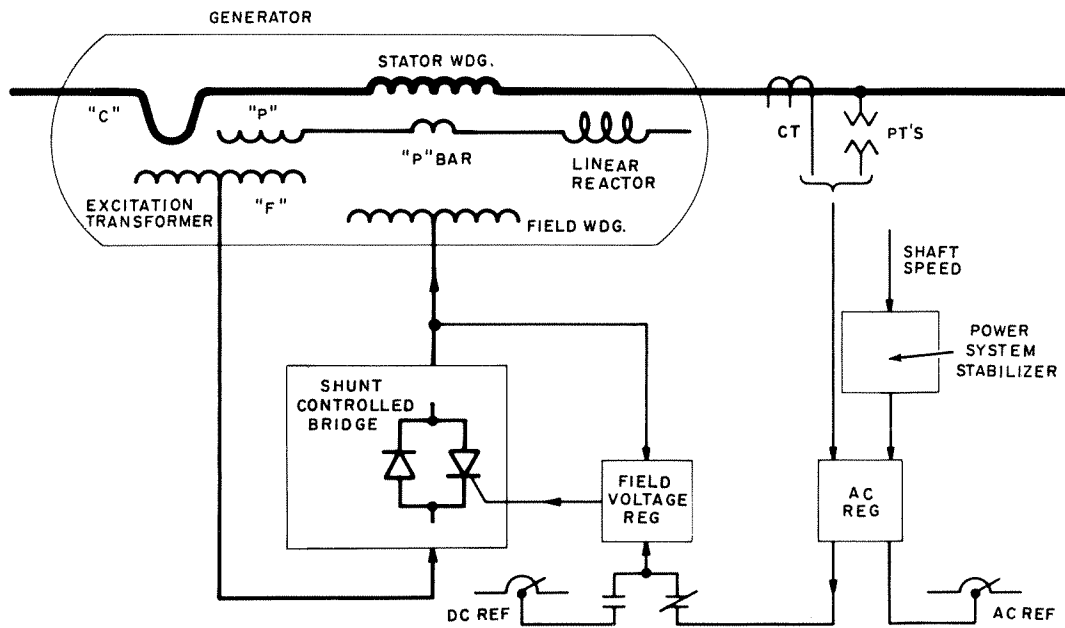 GENERATOR
STATOR WDG.
"C"
"P"
"P" BAR
LINEAR
REACTOR
CT
PT'S
EXCITATION
TRANSFORMER
"F"
FIELD WDG.
SHAFT
SPEED
POWER
SYSTEM
STABILIZER
SHUNT
CONTROLLED
BRIDGE
FIELD
VOLTAGE
REG
AC
REG
DC REF
AC REF